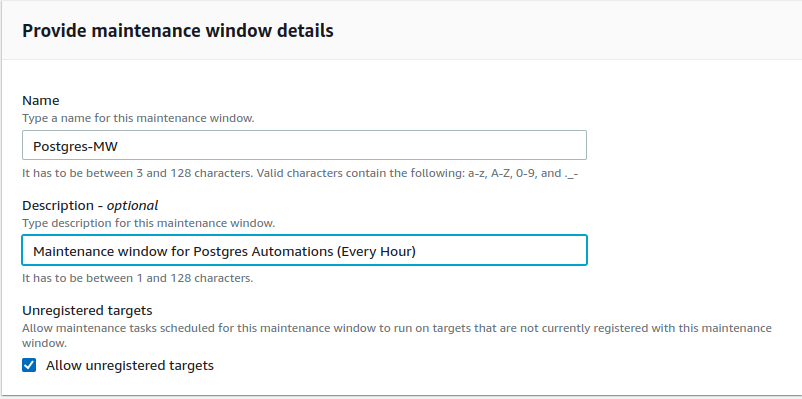 Provide maintenance window details
Name
Type a name for this maintenance window.
Postgres-MW
It has to be between 3 and 128 characters. Valid characters contain the following: a-z, A-Z, 0-9, and ._-
Description - optional
Type description for this maintenance window.
Maintenance window for Postgres Automations (Every Hour)
It has to be between 1 and 128 characters.
Unregistered targets
Allow maintenance tasks scheduled for this maintenance window to run on targets that are not currently registered with this maintenance
window.
Allow unregistered targets